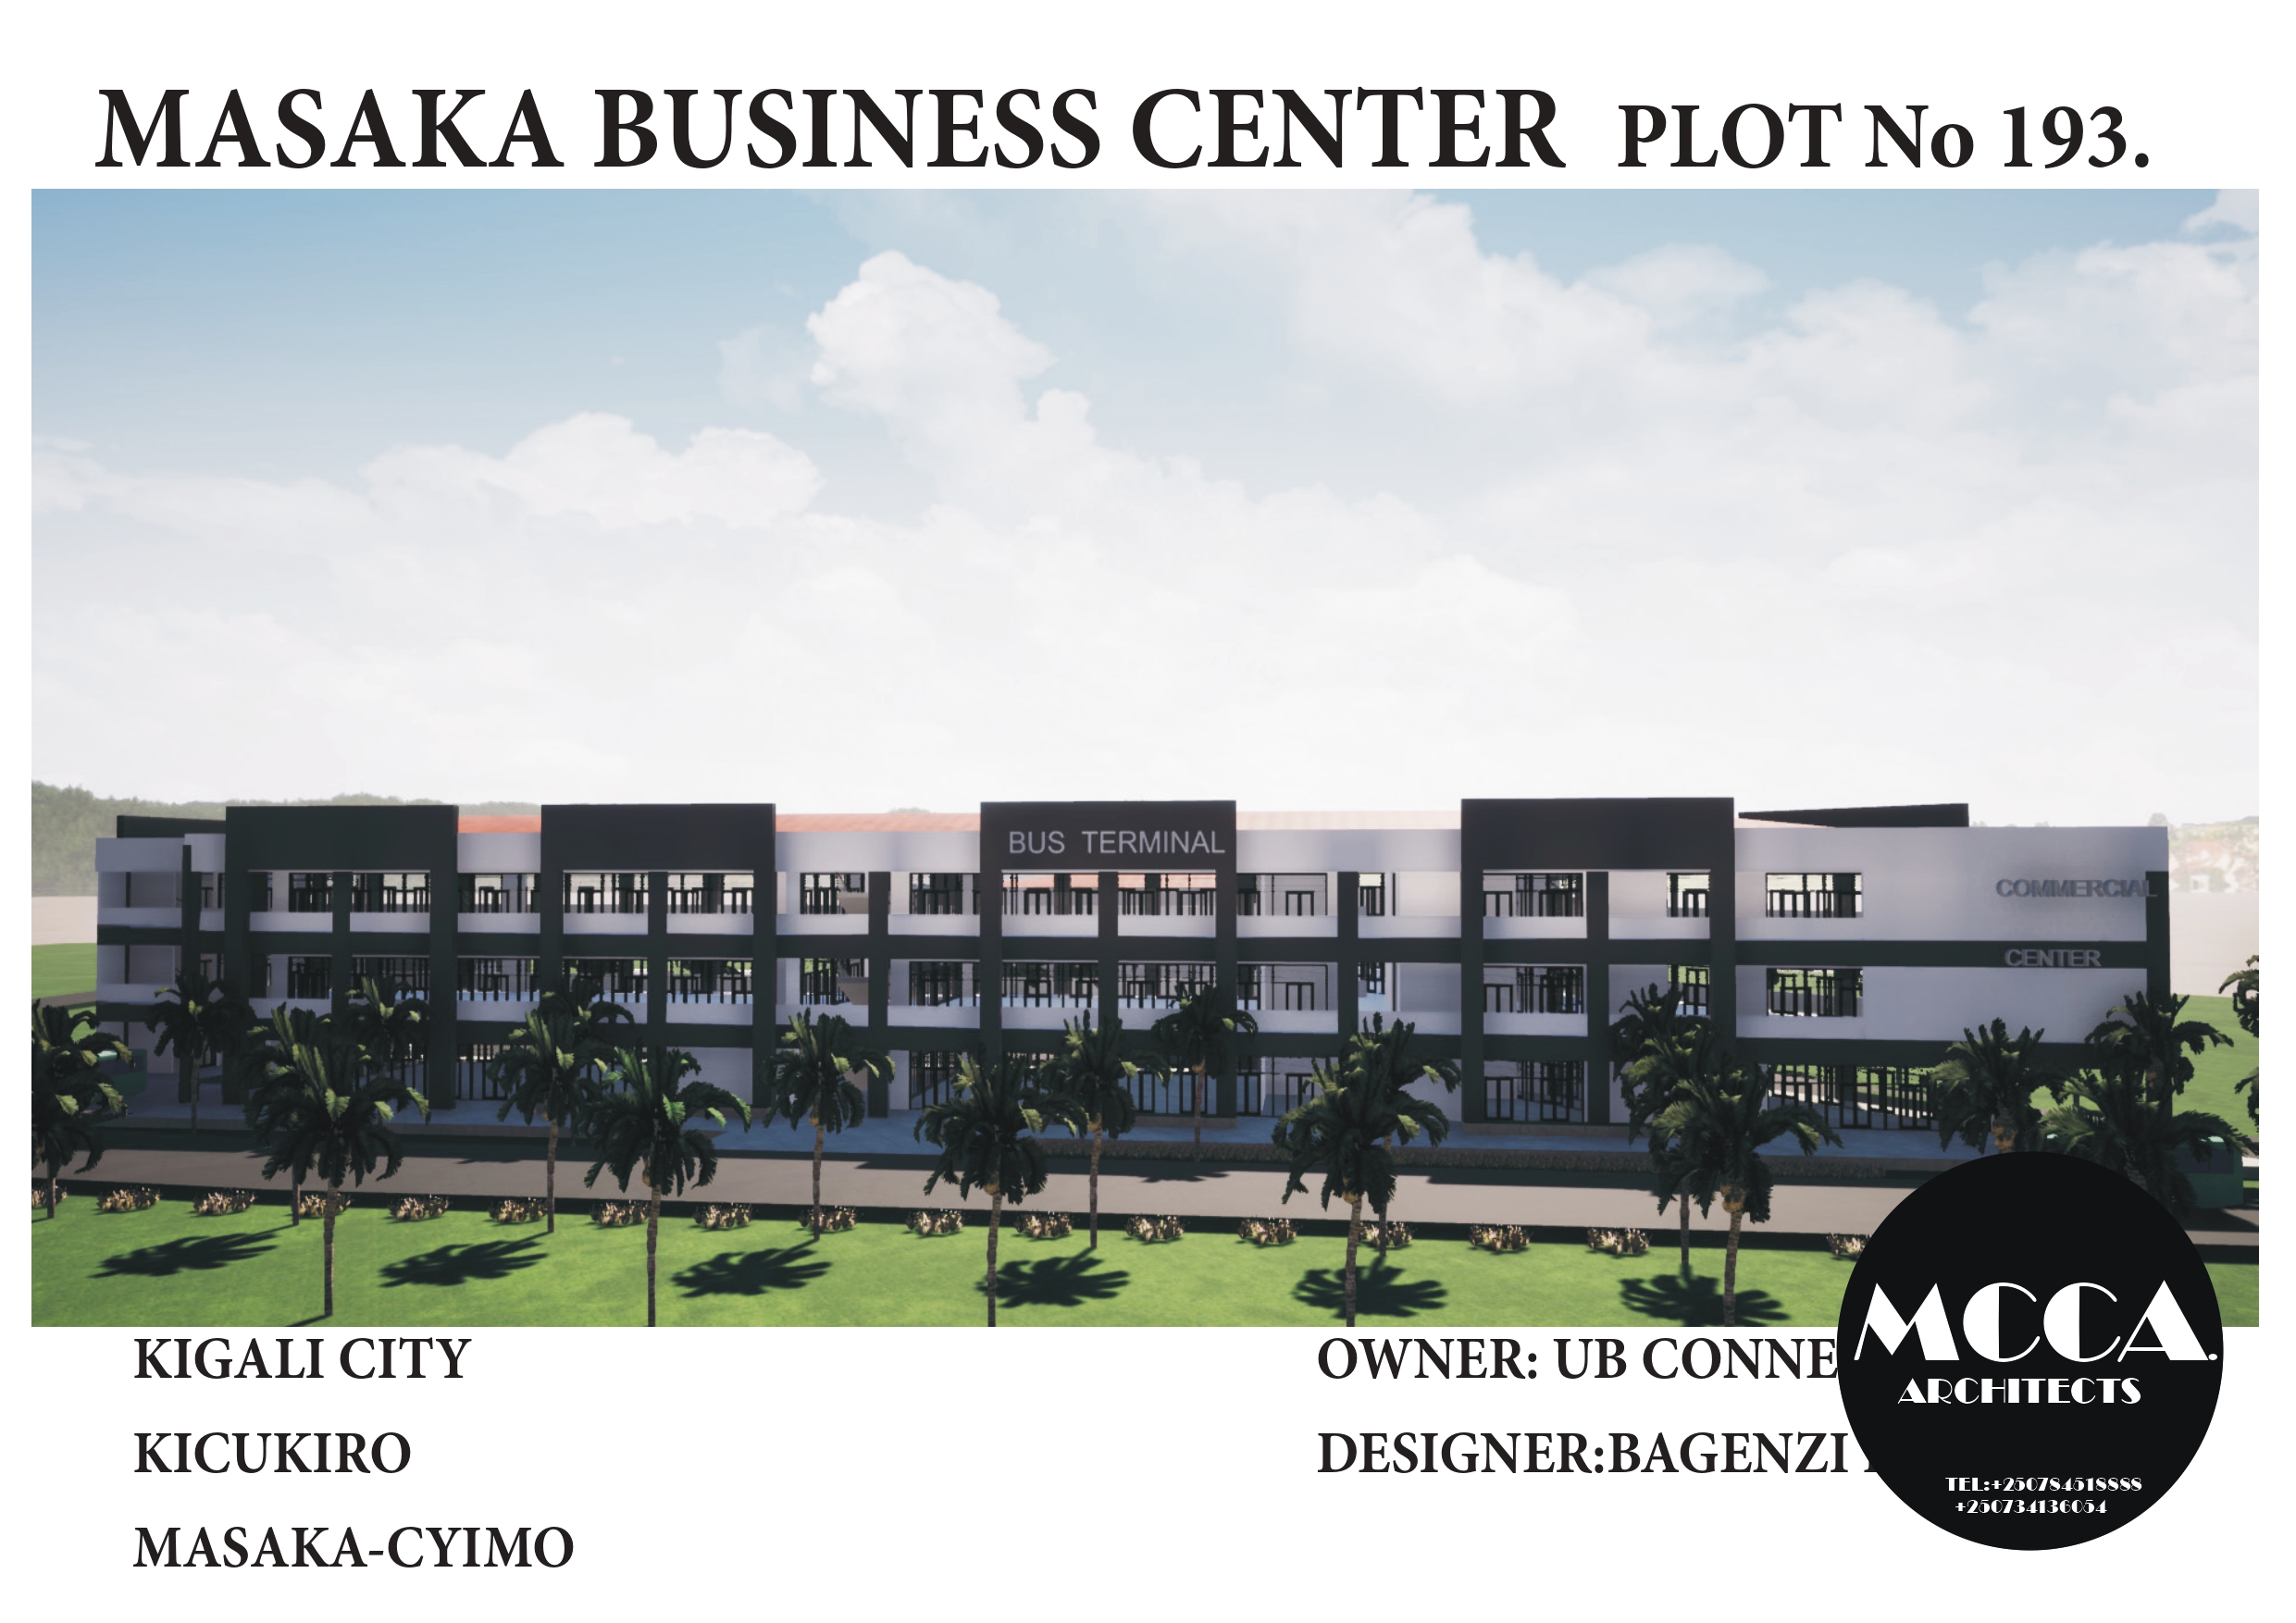 MASAKA BUSINESS CENTER PLOT No 193.
BUS TERMINAL
COMMERCIAL
CENTER
KIGALI CITY
KICUKIRO
MASAKA-CYIMO
OWNER: UB CONNE
DESIGNER:BAGENZI
MCCA.
ARCHITECTS
TEL:+250784518888
+250734136054